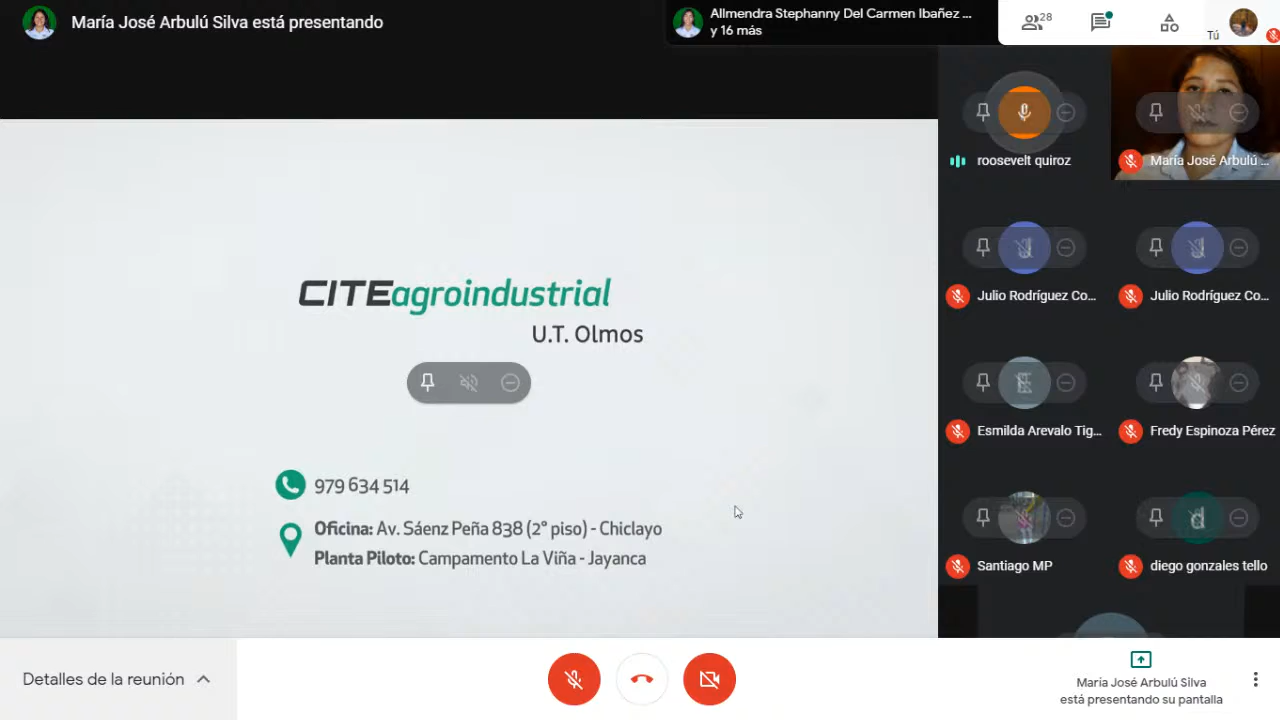 María José Arbulú Silva está presentando
Allmendra Stephanny Del Carmen Ibañez ...
y 16 más
28
Tú
roosevelt quiroz
María José Arbulú ...
CITEagroindustrial
U.T. Olmos
Julio Rodríguez Co...
Julio Rodríguez Co...
Esmilda Arevalo Tig...
Fredy Espinoza Pérez
979 634 514
Oficina: Av. Sáenz Peña 838 (2° piso) - Chiclayo
Planta Piloto: Campamento La Viña - Jayanca
d
Santiago MP
diego gonzales tello
Detalles de la reunión
María José Arbulú Silva
está presentando su pantalla